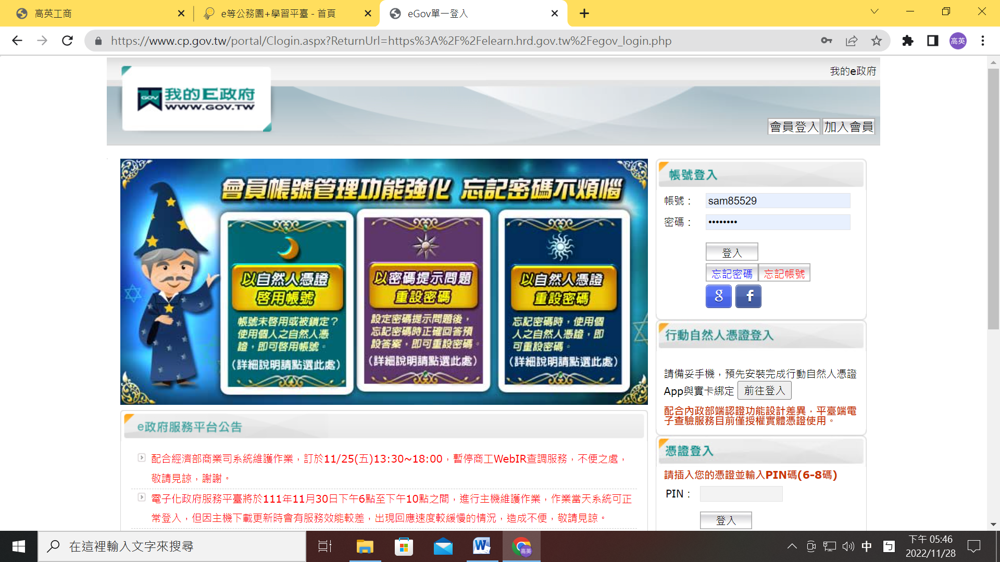 高英工商
e等公務園+學習平臺 - 首頁
eGov單一登入
https://www.cp.gov.tw/portal/Clogin.aspx?ReturnUrl=https%3A%2F%2Felearn.hrd.gov.tw%2Fegov_login.php
高英
我的e政府
GOV 我的E政府
WWW.GOV.TW
會員登入 加入會員
會員帳號管理功能強化 忘記密碼不煩惱
以自然人憑證
啓用帳號
帳號未啓用或被鎖定？
使用個人之自然人憑
證，即可啓用帳號。
(詳細說明請點選此處)
以密碼提示問題
重設密碼
設定密碼提示問題後，
忘記密碼時正確回答預
設答案，即可重設密碼。
(詳細說明請點選此處)
以自然人憑證
重設密碼
忘記密碼時，使用個
人之自然人憑證，即
可重設密碼。
(詳細說明請點選此處)
帳號登入
帳號： sam85529
密碼： ••••••••
登入
忘記密碼 忘記帳號
g f
行動自然人憑證登入
請備妥手機，預先安裝完成行動自然人憑證
App與實卡綁定 前往登入
配合內政部端認證功能設計差異，平臺端電
子查驗服務目前僅授權實體憑證使用。
憑證登入
請插入您的憑證並輸入PIN碼(6-8碼)
PIN：
登入
e政府服務平台公告
配合經濟部商業司系統維護作業，訂於11/25(五)13:30~18:00，暫停商工WebIR查調服務，不便之處，
敬請見諒，謝謝。
電子化政府服務平臺將於111年11月30日下午6點至下午10點之間，進行主機維護作業，作業當天系統可正
常登入，但因主機下載更新時會有服務效能較差，出現回應速度較緩慢的情況，造成不便，敬請見諒。
在這裡輸入文字來搜尋
W
高英
中
ㄅ
下午 05:46
2022/11/28